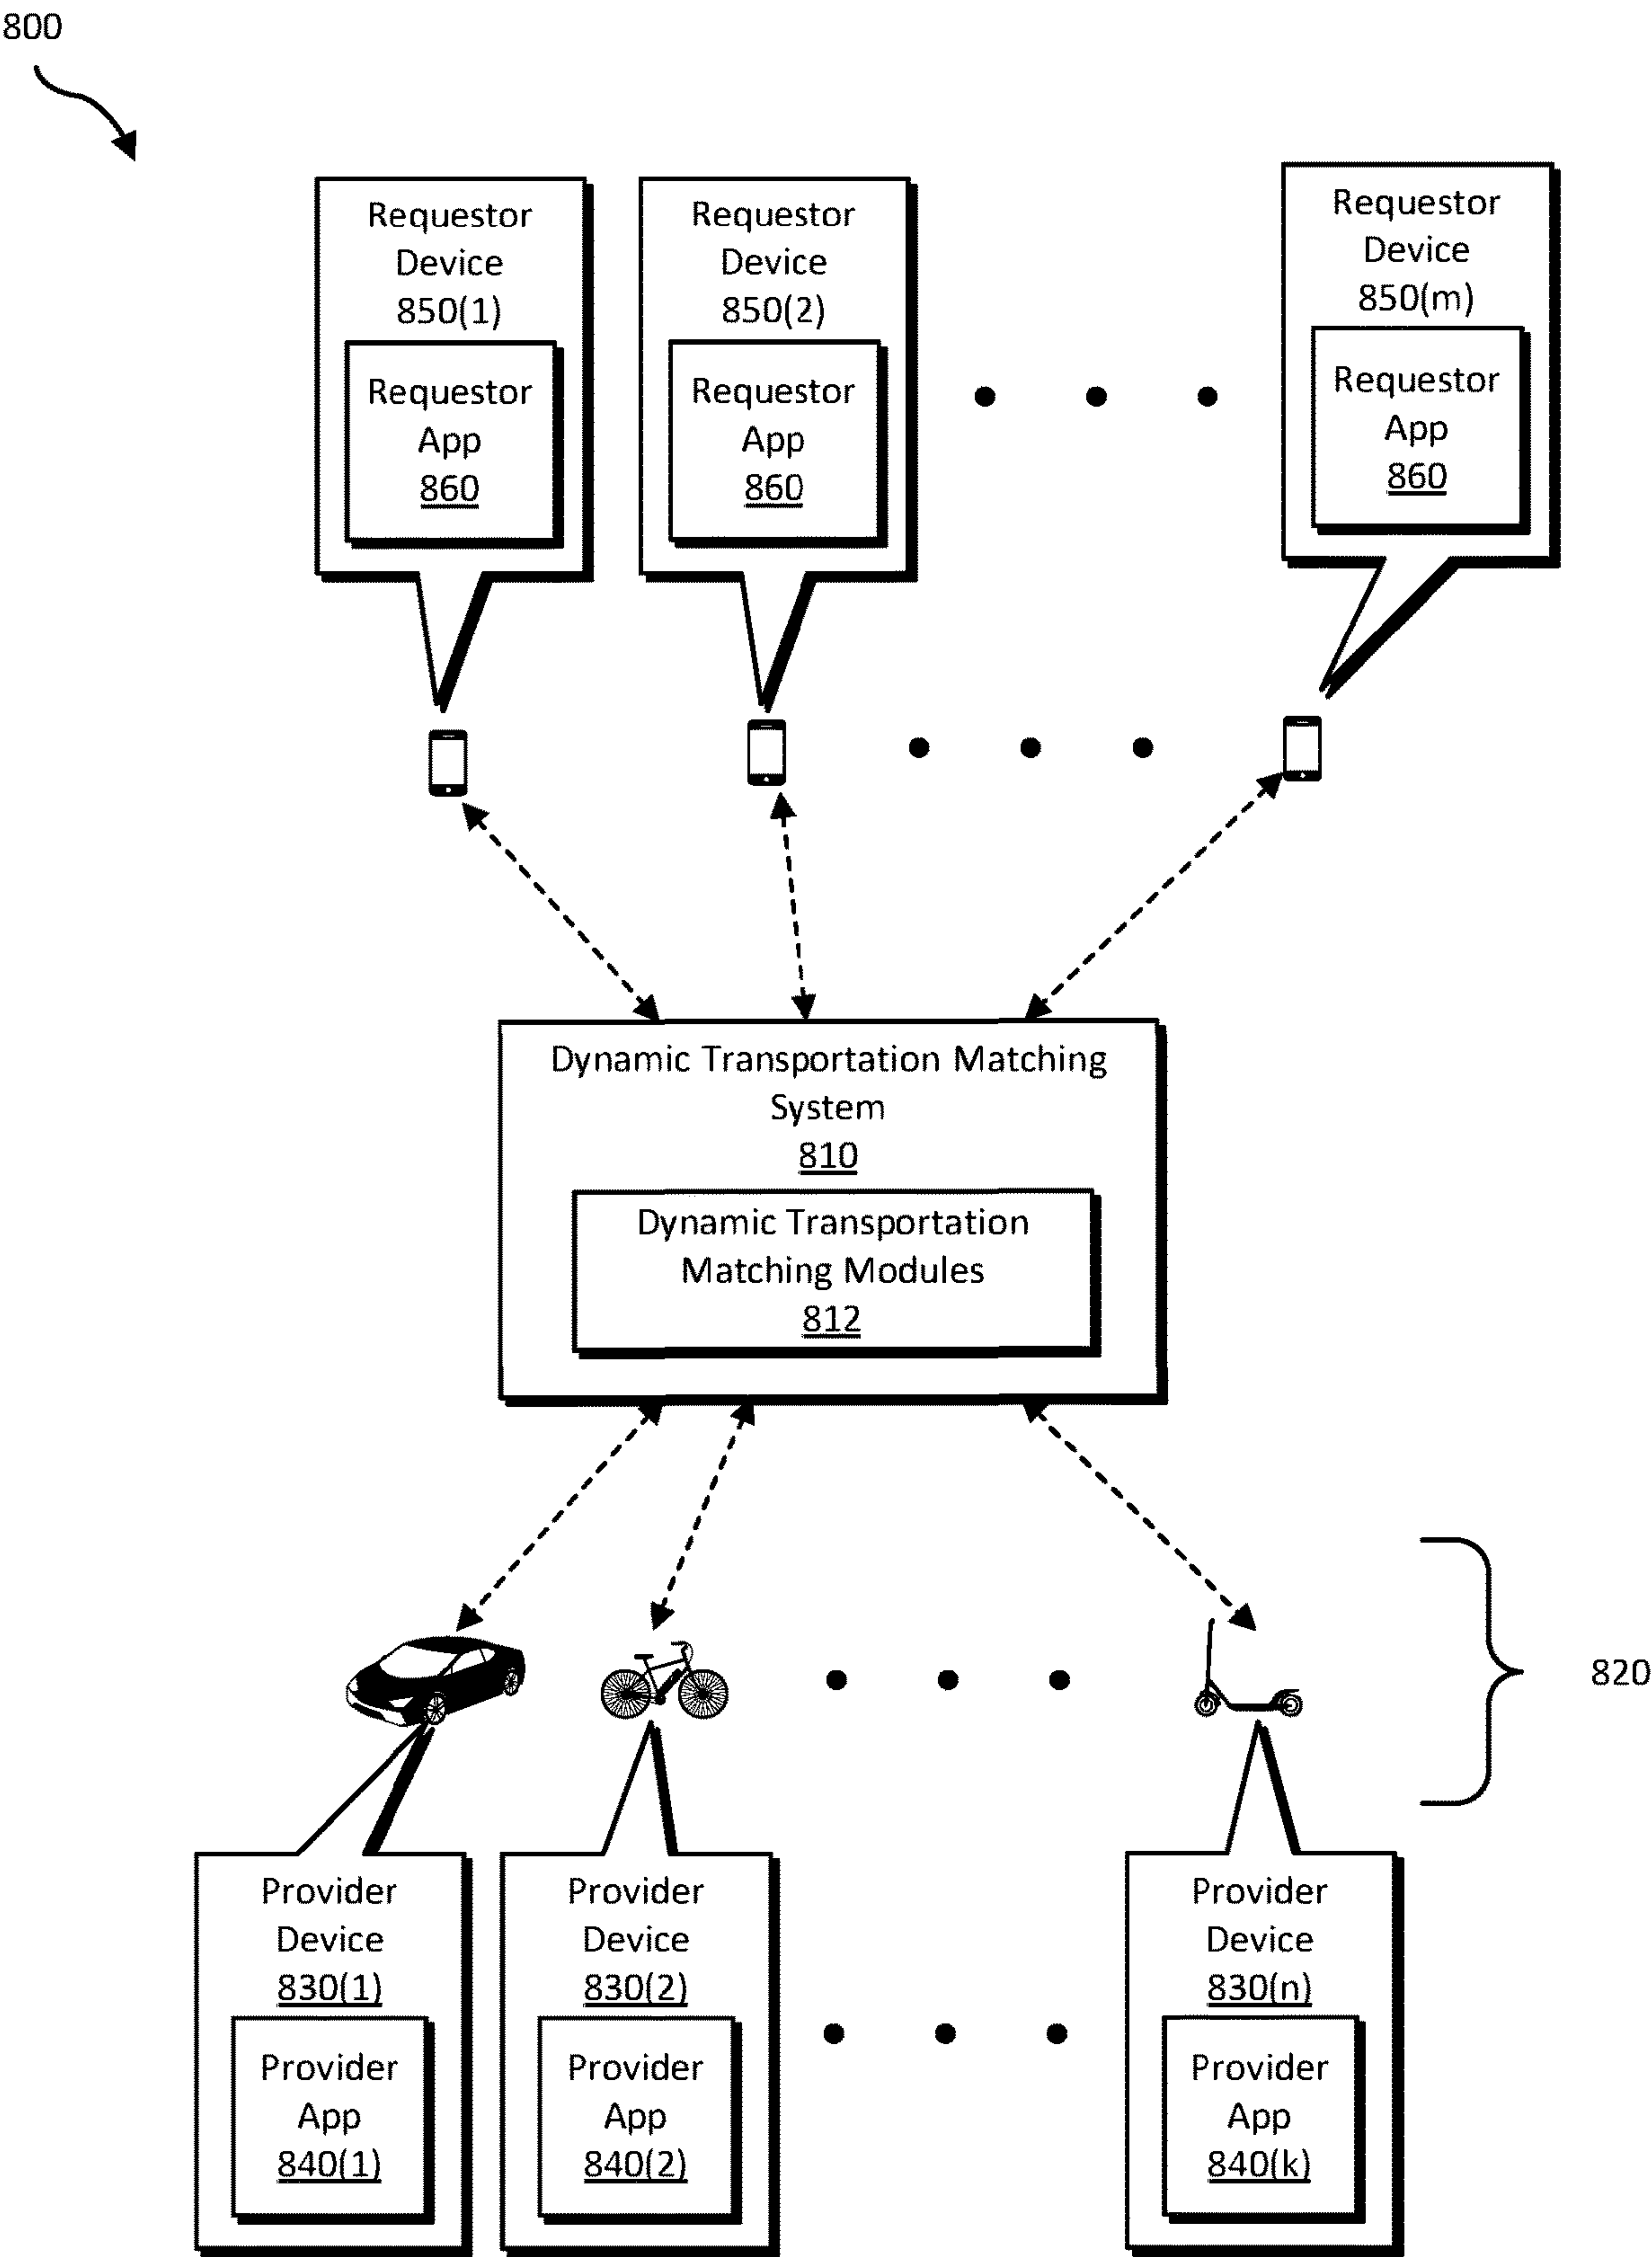 800
Requestor
Device
850(1)
Requestor
App
860
Requestor
Device
850(2)
Requestor
App
860
Requestor
Device
850(m)
Requestor
App
860
Dynamic Transportation Matching
System
810
Dynamic Transportation
Matching Modules
812
820
Provider
Device
830(1)
Provider
App
840(1)
Provider
Device
830(2)
Provider
App
840(2)
Provider
Device
830(n)
Provider
App
840(k)